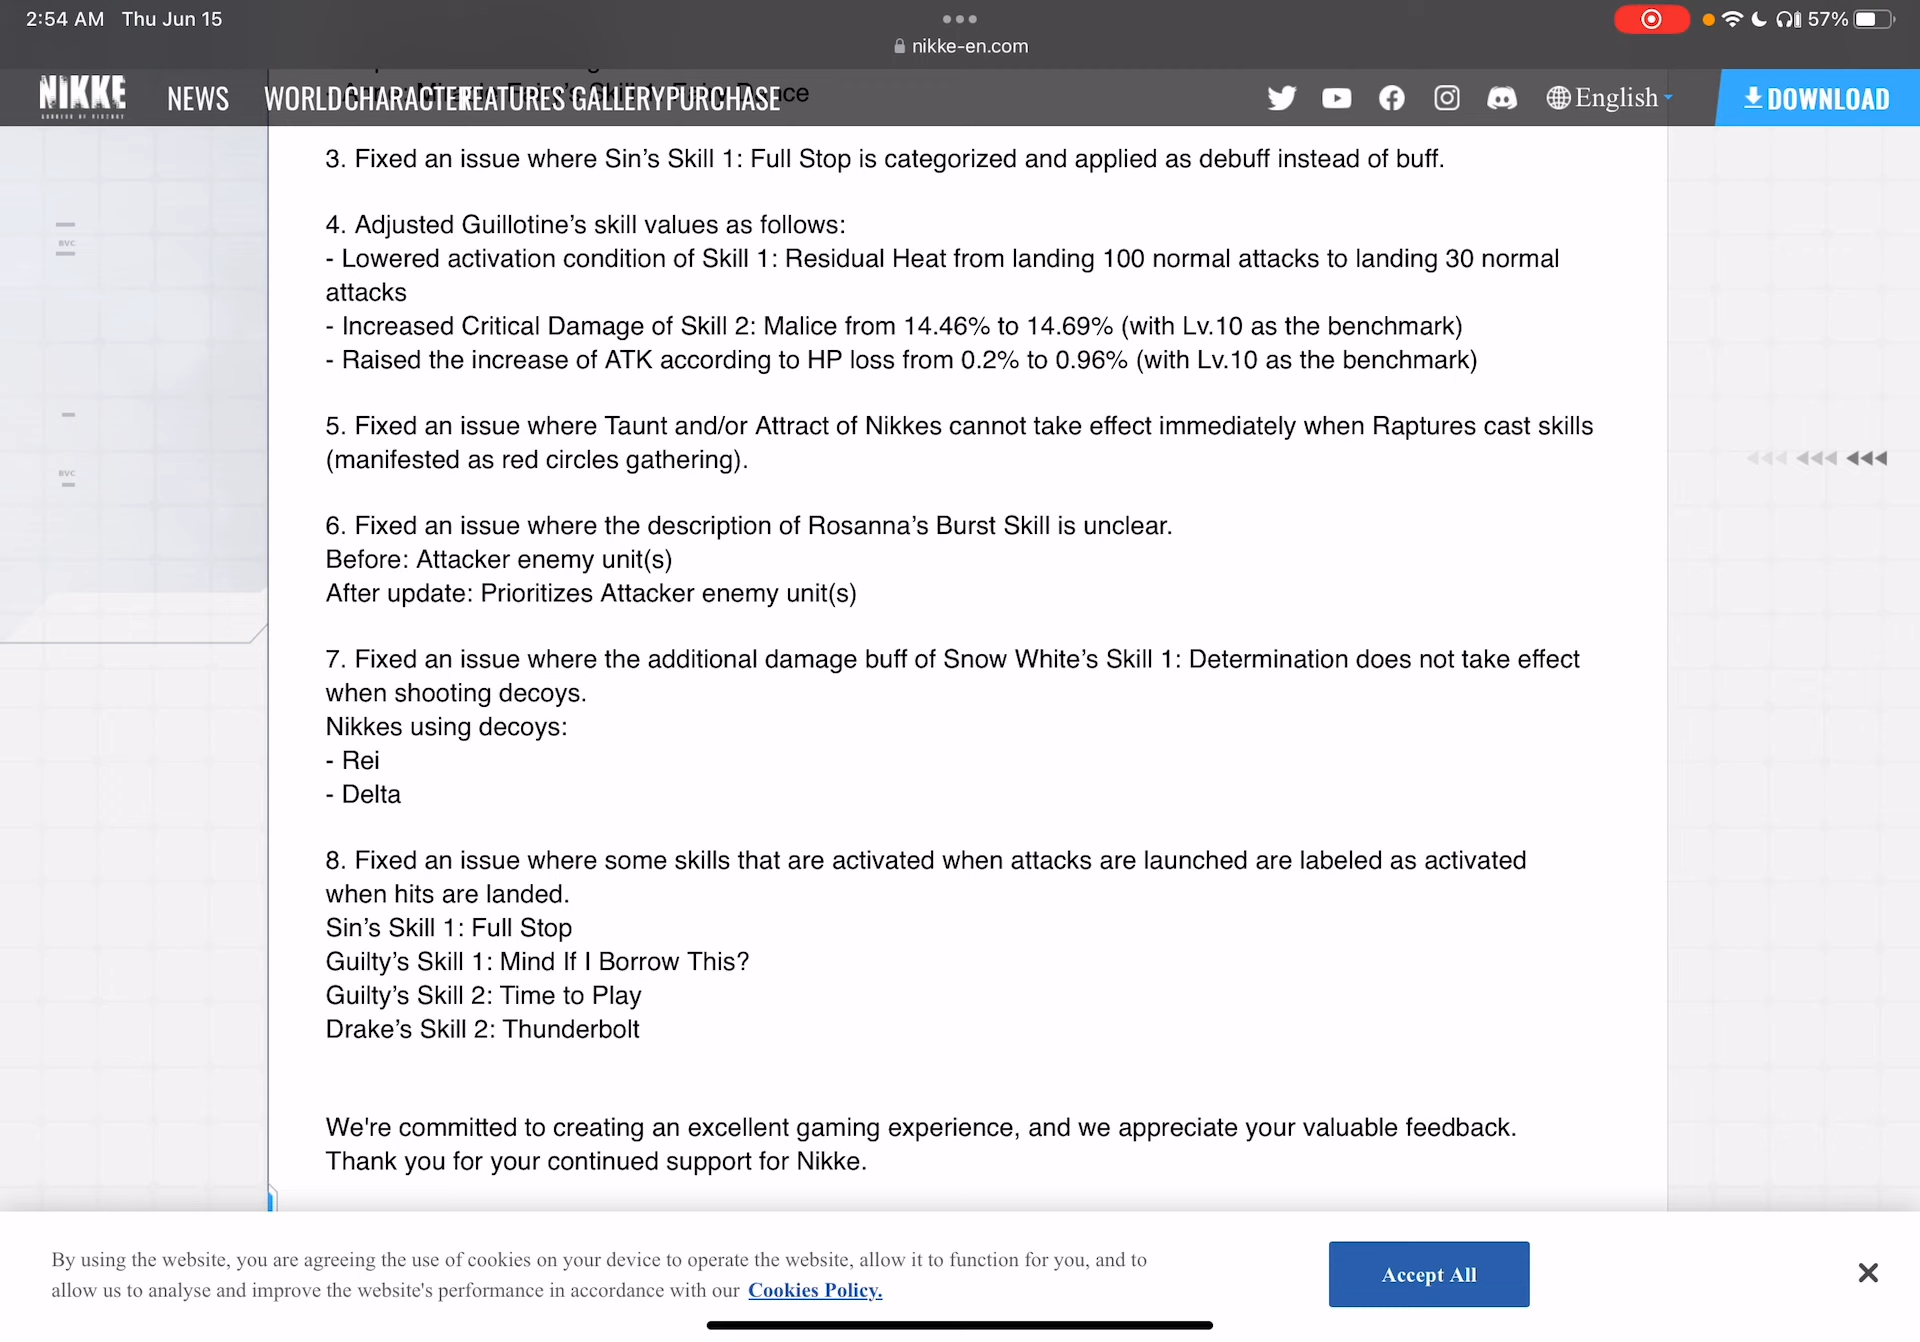 2:54 AM Thu Jun 15
57%
nikke-en.com
NIKKE
NEWS
WORLD
CHARACTER
FEATURES
GALLERY
PURCHASE
English
DOWNLOAD
3. Fixed an issue where Sin’s Skill 1: Full Stop is categorized and applied as debuff instead of buff.
4. Adjusted Guillotine’s skill values as follows:
- Lowered activation condition of Skill 1: Residual Heat from landing 100 normal attacks to landing 30 normal
attacks
- Increased Critical Damage of Skill 2: Malice from 14.46% to 14.69% (with Lv.10 as the benchmark)
- Raised the increase of ATK according to HP loss from 0.2% to 0.96% (with Lv.10 as the benchmark)
5. Fixed an issue where Taunt and/or Attract of Nikkes cannot take effect immediately when Raptures cast skills
(manifested as red circles gathering).
6. Fixed an issue where the description of Rosanna’s Burst Skill is unclear.
Before: Attacker enemy unit(s)
After update: Prioritizes Attacker enemy unit(s)
7. Fixed an issue where the additional damage buff of Snow White’s Skill 1: Determination does not take effect
when shooting decoys.
Nikkes using decoys:
- Rei
- Delta
8. Fixed an issue where some skills that are activated when attacks are launched are labeled as activated
when hits are landed.
Sin’s Skill 1: Full Stop
Guilty’s Skill 1: Mind If I Borrow This?
Guilty’s Skill 2: Time to Play
Drake’s Skill 2: Thunderbolt
We're committed to creating an excellent gaming experience, and we appreciate your valuable feedback.
Thank you for your continued support for Nikke.
BVC
BVC
By using the website, you are agreeing the use of cookies on your device to operate the website, allow it to function for you, and to
allow us to analyse and improve the website's performance in accordance with our Cookies Policy.
Accept All